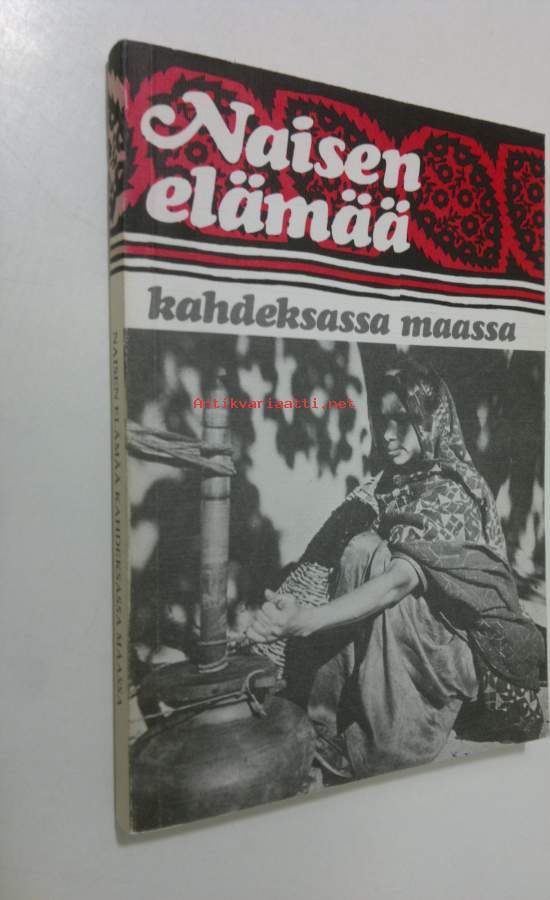 Naisen
elämää
kahdeksassa maassa
Antikvariaatti.net
NAISEN ELÄMÄÄ KAHDEKSASSA MAASSA